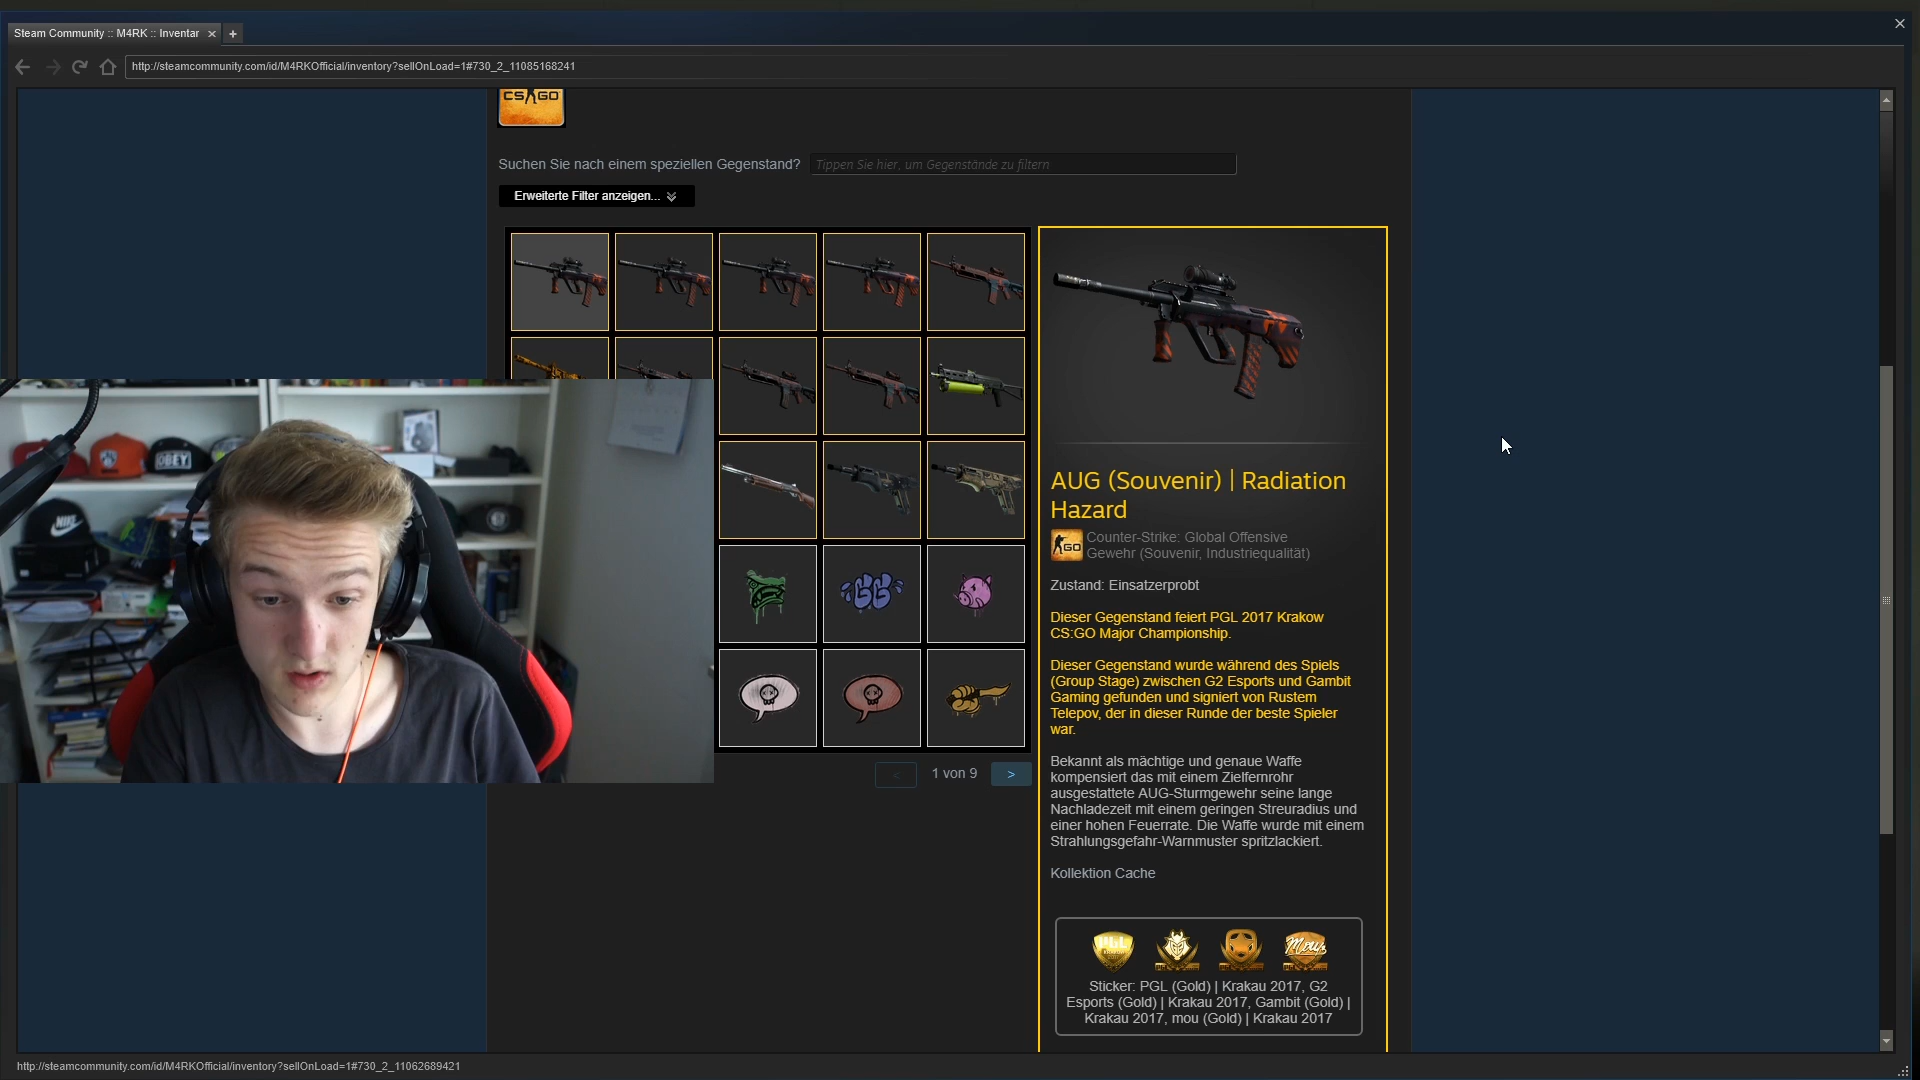 Steam Community :: M4RK :: Inventar
http://steamcommunity.com/id/M4RKOfficial/inventory?sellOnLoad=1#730_2_11085168241
CS GO
Suchen Sie nach einem speziellen Gegenstand?
Tippen Sie hier, um Gegenstände zu filtern
Erweiterte Filter anzeigen...
OBEY
1 von 9
AUG (Souvenir) | Radiation
Hazard
GO
Counter-Strike: Global Offensive
Gewehr (Souvenir, Industriequalität)
Zustand: Einsatzerprobt
Dieser Gegenstand feiert PGL 2017 Krakow
CS:GO Major Championship.
Dieser Gegenstand wurde während des Spiels
(Group Stage) zwischen G2 Esports und Gambit
Gaming gefunden und signiert von Rustem
Telepov, der in dieser Runde der beste Spieler
war.
Bekannt als mächtige und genaue Waffe
kompensiert das mit einem Zielfernrohr
ausgestattete AUG-Sturmgewehr seine lange
Nachladezeit mit einem geringen Streuradius und
einer hohen Feuerrate. Die Waffe wurde mit einem
Strahlungsgefahr-Warnmuster spritzlackiert.
Kollektion Cache
Sticker: PGL (Gold) | Krakau 2017, G2
Esports (Gold) | Krakau 2017, Gambit (Gold) |
Krakau 2017, mou (Gold) | Krakau 2017
http://steamcommunity.com/id/M4RKOfficial/inventory?sellOnLoad=1#730_2_11062689421